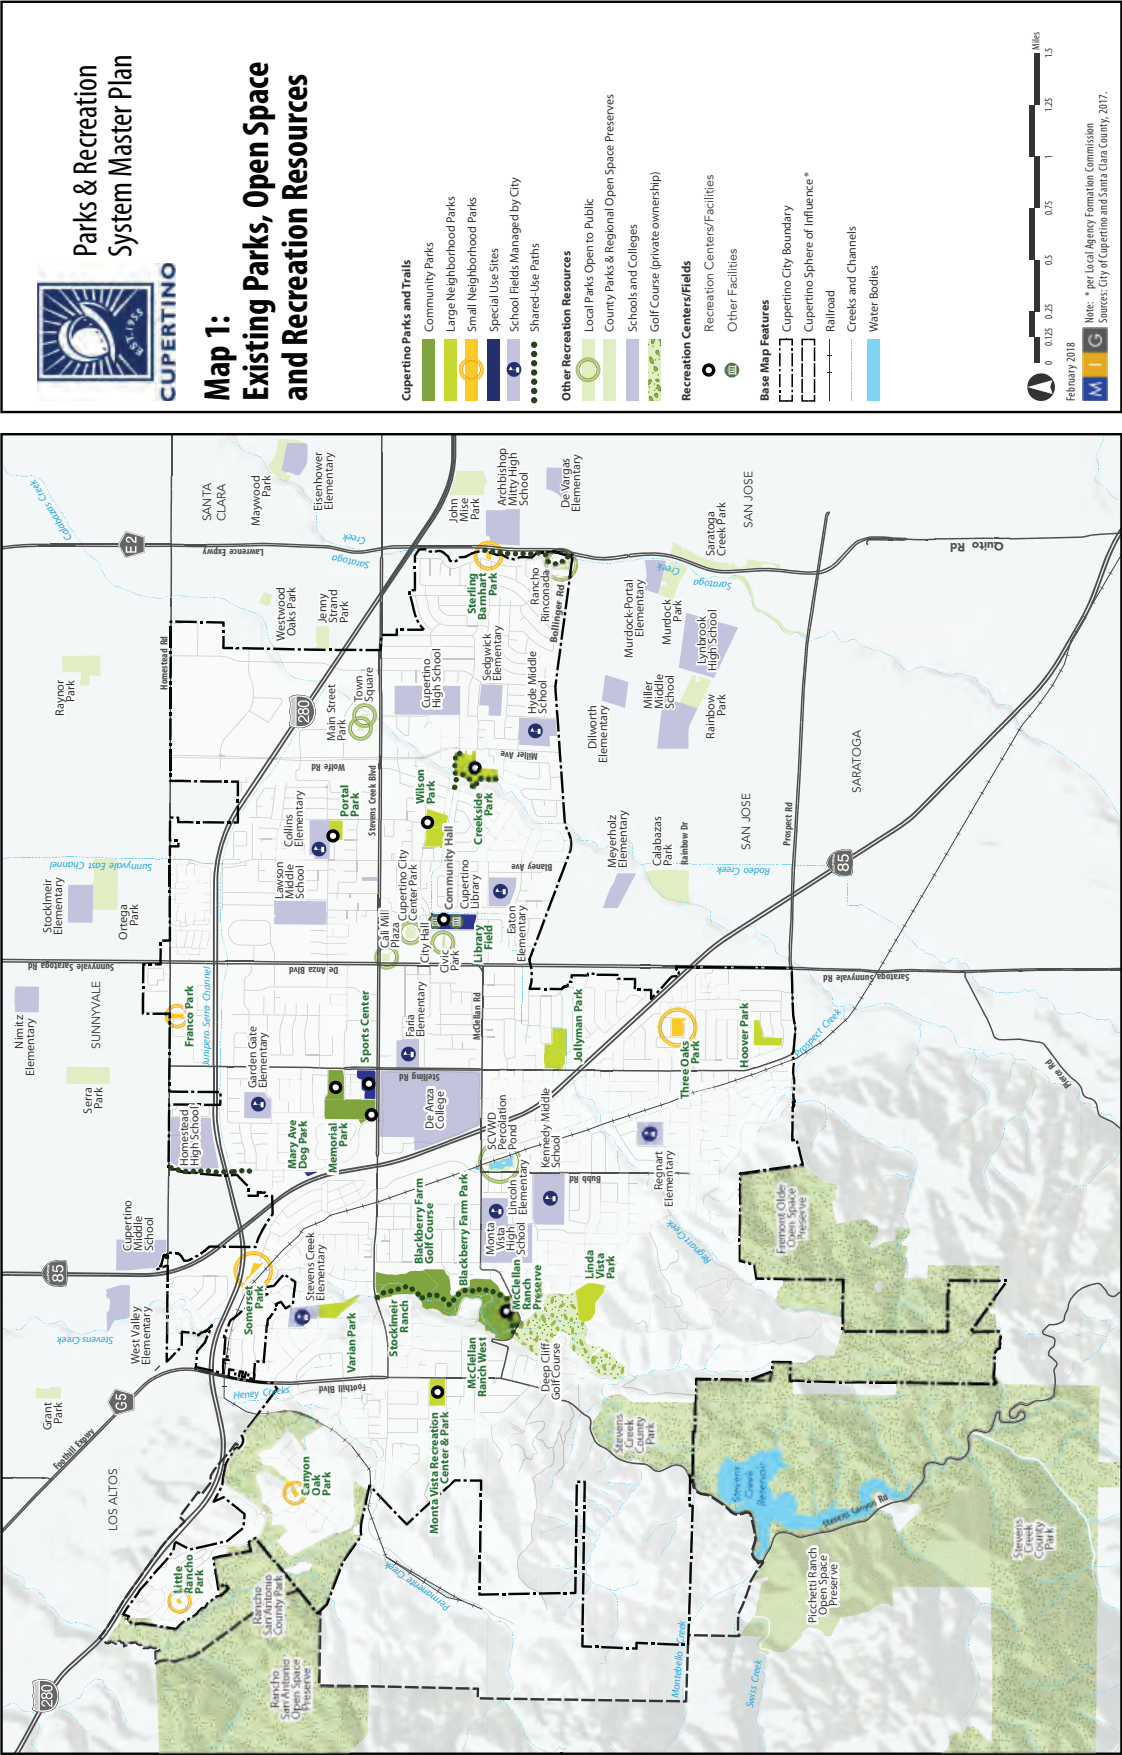 Parks & Recreation
System Master Plan
EST. 1955
CUPERTINO
Map 1:
Existing Parks, Open Space
and Recreation Resources
Cupertino Parks and Trails
Community Parks
Large Neighborhood Parks
Small Neighborhood Parks
Special Use Sites
School Fields Managed by City
Shared-Use Paths
Other Recreation Resources
Local Parks Open to Public
County Parks & Regional Open Space Preserves
Schools and Colleges
Golf Course (private ownership)
Recreation Centers/Fields
Recreation Centers/Facilities
Other Facilities
Base Map Features
Cupertino City Boundary
Cupertino Sphere of Influence*
Railroad
Creeks and Channels
Water Bodies
0 0.125 0.25 0.5 0.75 1 1.25 1.5
Miles
February 2018
M I G
Note: * per Local Agency Formation Commission
Sources: City of Cupertino and Santa Clara County, 2017.
280
LOS ALTOS
Foothill Expwy
G5
Grant
Park
Little
Rancho
Park
Rancho
San Antonio
County Park
Rancho
San Antonio
Open Space
Preserve
Canyon
Oak
Park
Heney Creeks
Permanente Creek
Montebello Creek
Swiss Creek
Foothill Blvd
Monta Vista Recreation
Center & Park
Stevens
Creek
County
Park
Stevens
Creek
Reservoir
Stevens Canyon Rd
Picchetti Ranch
Open Space
Preserve
Stevens
Creek
County
Park
85
Stevens Creek
West Valley
Elementary
Cupertino
Middle
School
Somerset
Park
Stevens Creek
Elementary
Varian Park
Stocklmeir
Ranch
Blackberry Farm
Golf Course
Blackberry Farm Park
McClellan
Ranch
Preserve
McClellan
Ranch West
Deep Cliff
Golf Course
Linda
Vista
Park
Monta
Vista
High
School
Lincoln
Elementary
Kennedy Middle
School
Bubb Rd
SCVWD
Percolation
Pond
Regnart
Elementary
Regnart Creek
Fremont Older
Open Space
Preserve
Nimitz
Elementary
SUNNYVALE
Serra
Park
Homestead
High School
Franco Park
Junipero Serra Channel
Garden Gate
Elementary
Mary Ave
Dog Park
Memorial
Park
Sports Center
De Anza
College
Stelling Rd
Faria
Elementary
McClellan Rd
Jollyman Park
Three Oaks
Park
Hoover Park
Prospect Creek
Pierce Rd
Sunnyvale Saratoga Rd
De Anza Blvd
Saratoga Sunnyvale Rd
Stocklmeir
Elementary
Ortega
Park
Sunnyvale East Channel
Lawson
Middle
School
Collins
Elementary
Portal
Park
Cali Mill
Plaza
Cupertino City
Center Park
City Hall
Civic
Park
Community Hall
Cupertino
Library
Library
Field
Eaton
Elementary
Blaney Ave
Wilson
Park
Creekside
Park
Miller Ave
Stevens Creek Blvd
Wolfe Rd
Meyerholz
Elementary
Calabazas
Park
Rainbow Dr
Rodeo Creek
SAN JOSE
Prospect Rd
85
SARATOGA
Raynor
Park
Homestead Rd
280
Main Street
Park
Town
Square
Cupertino
High School
Sedgwick
Elementary
Hyde Middle
School
Dilworth
Elementary
Miller
Middle
School
Rainbow
Park
Lynbrook
High School
Murdock
Park
Murdock-Portal
Elementary
Westwood
Oaks Park
Jenny
Strand
Park
Sterling
Barnhart
Park
Rancho
Rinconada
Bollinger Rd
Calabazas Creek
E2
Lawrence Expwy
Saratoga
Creek
SANTA
CLARA
Maywood
Park
Eisenhower
Elementary
John
Mise
Park
Archbishop
Mitty High
School
De Vargas
Elementary
Saratoga
Creek Park
Saratoga
Creek
SAN JOSE
Quito Rd